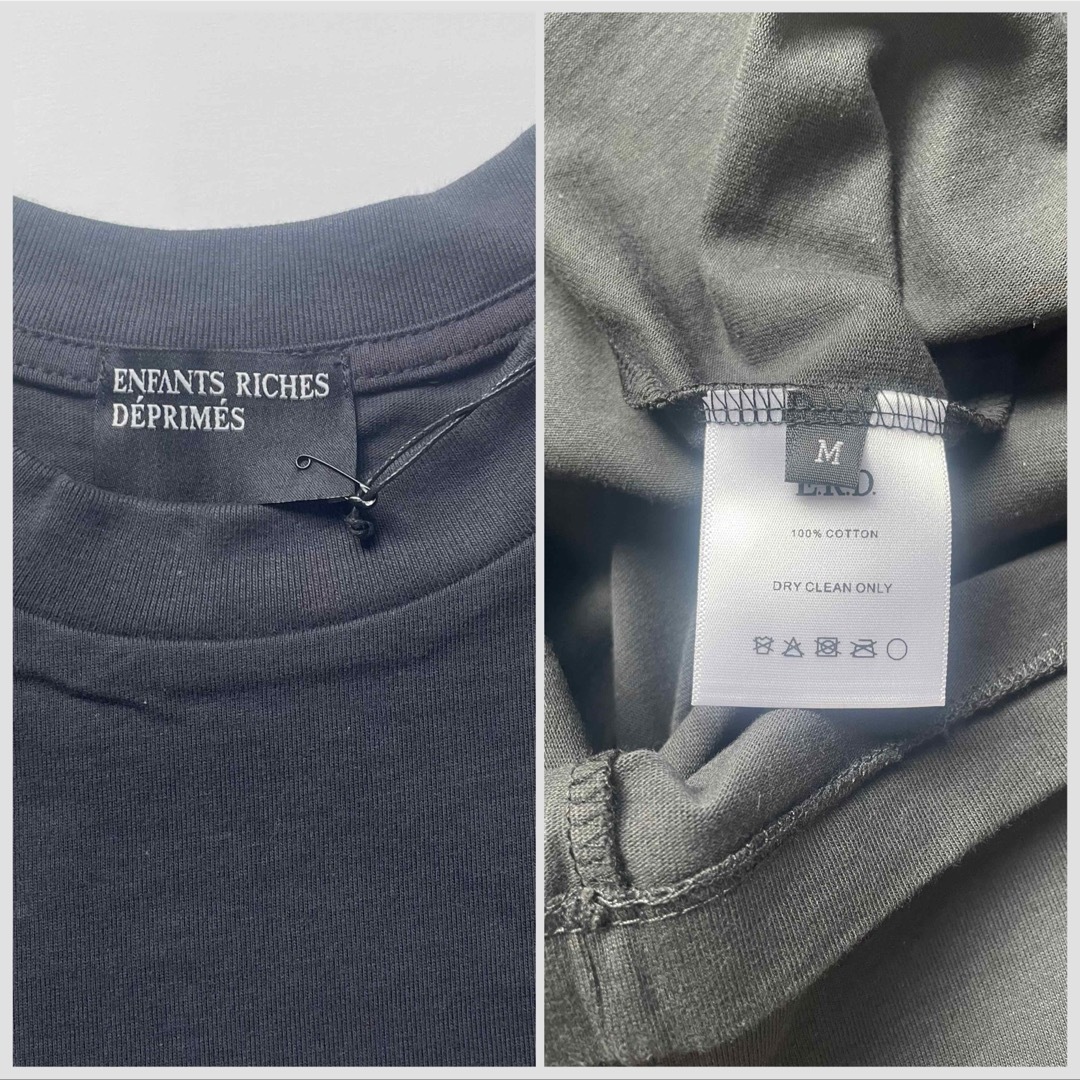 ENFANTS RICHES
DÉPRIMÉS
M
E.R.D.
100% COTTON
DRY CLEAN ONLY